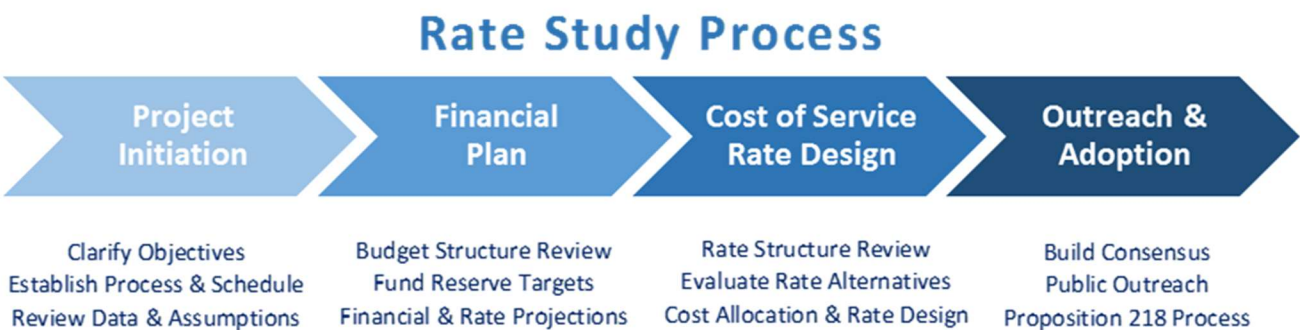 Rate Study Process
Project
Initiation
Financial
Plan
Cost of Service
Rate Design
Outreach &
Adoption
Clarify Objectives
Establish Process & Schedule
Review Data & Assumptions
Budget Structure Review
Fund Reserve Targets
Financial & Rate Projections
Rate Structure Review
Evaluate Rate Alternatives
Cost Allocation & Rate Design
Build Consensus
Public Outreach
Proposition 218 Process